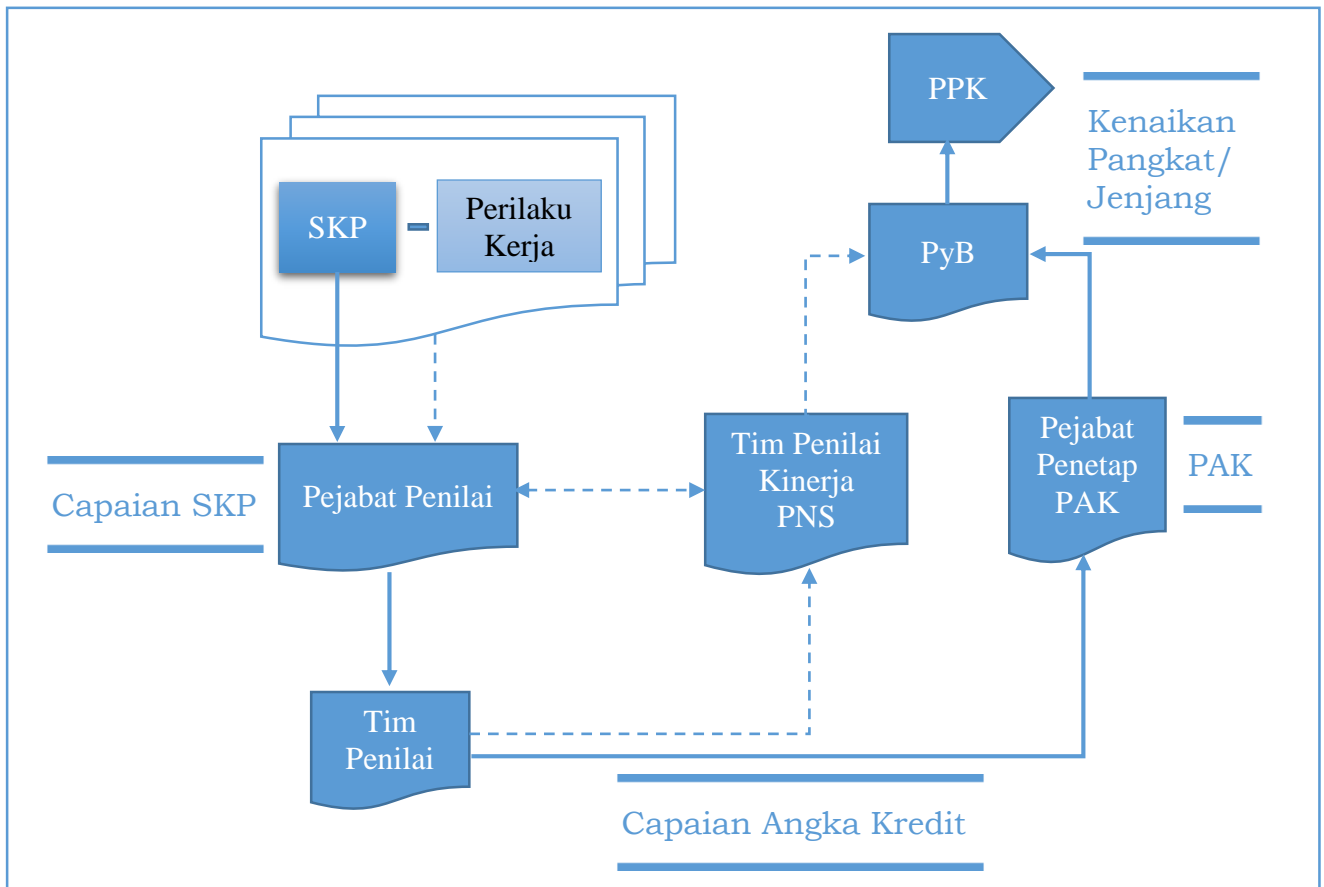 PPK
Kenaikan
Pangkat/
Jenjang
SKP
Perilaku
Kerja
PyB
Capaian SKP
Pejabat Penilai
Tim Penilai
Kinerja
PNS
Pejabat
Penetap
PAK
PAK
Tim
Penilai
Capaian Angka Kredit